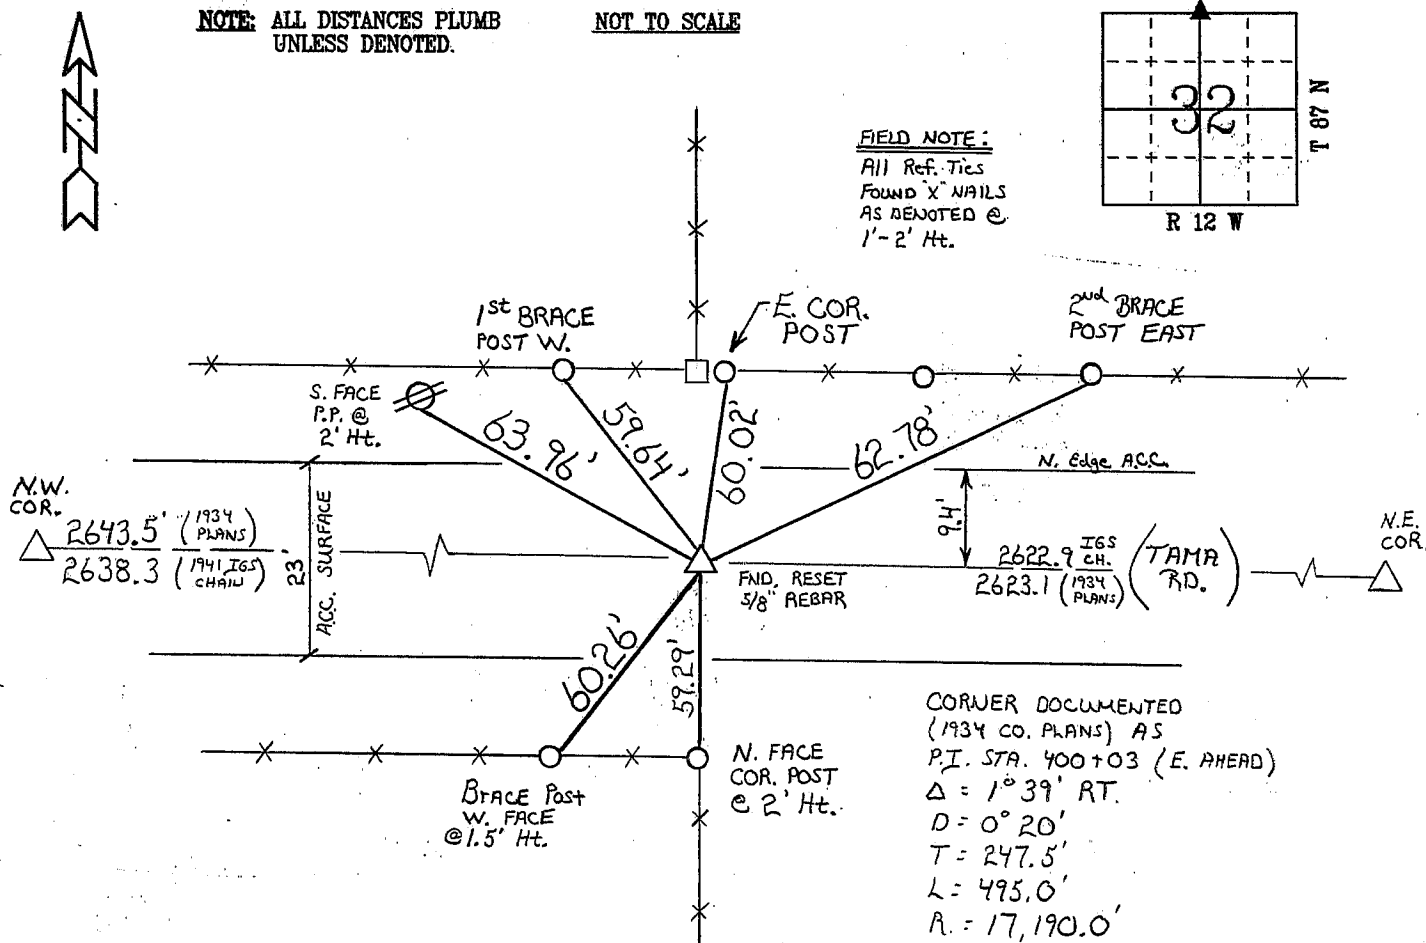 NOTE: ALL DISTANCES PLUMB
UNLESS DENOTED.
NOT TO SCALE
N
32
T 87 N
R 12 W
FIELD NOTE:
All Ref. Ties
FOUND "X" NAILS
AS DENOTED @
1'-2' Ht.
1st BRACE
POST W.
E. COR.
POST
2nd BRACE
POST EAST
S. FACE
P.P. @
2' Ht.
63.96'
59.64'
60.02'
62.78'
N. Edge A.C.C.
N.W.
COR.
2643.5' (1934 PLANS)
2638.3 (1941 IGS CHAIN)
23'
ACC. SURFACE
9.4'
FND. RESET
5/8" REBAR
2622.9 IGS CH.
2623.1 (1934 PLANS)
(TAMA
RD.)
N.E.
COR.
60.26'
59.29'
Brace Post
W. FACE
@1.5' Ht.
N. FACE
COR. POST
@ 2' Ht.
CORNER DOCUMENTED
(1934 CO. PLANS) AS
P.I. STA. 400+03 (E. AHEAD)
Δ = 1°39' RT.
D = 0°20'
T = 247.5'
L = 495.0'
R. = 17,190.0'